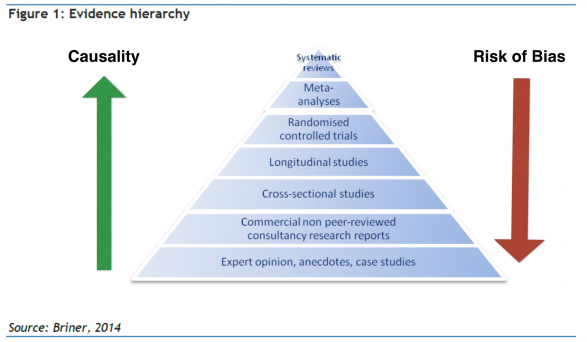 Figure 1: Evidence hierarchy
Causality
Risk of Bias
Systematic
reviews
Meta-
analyses
Randomised
controlled trials
Longitudinal studies
Cross-sectional studies
Commercial non peer-reviewed
consultancy research reports
Expert opinion, anecdotes, case studies
Source: Briner, 2014